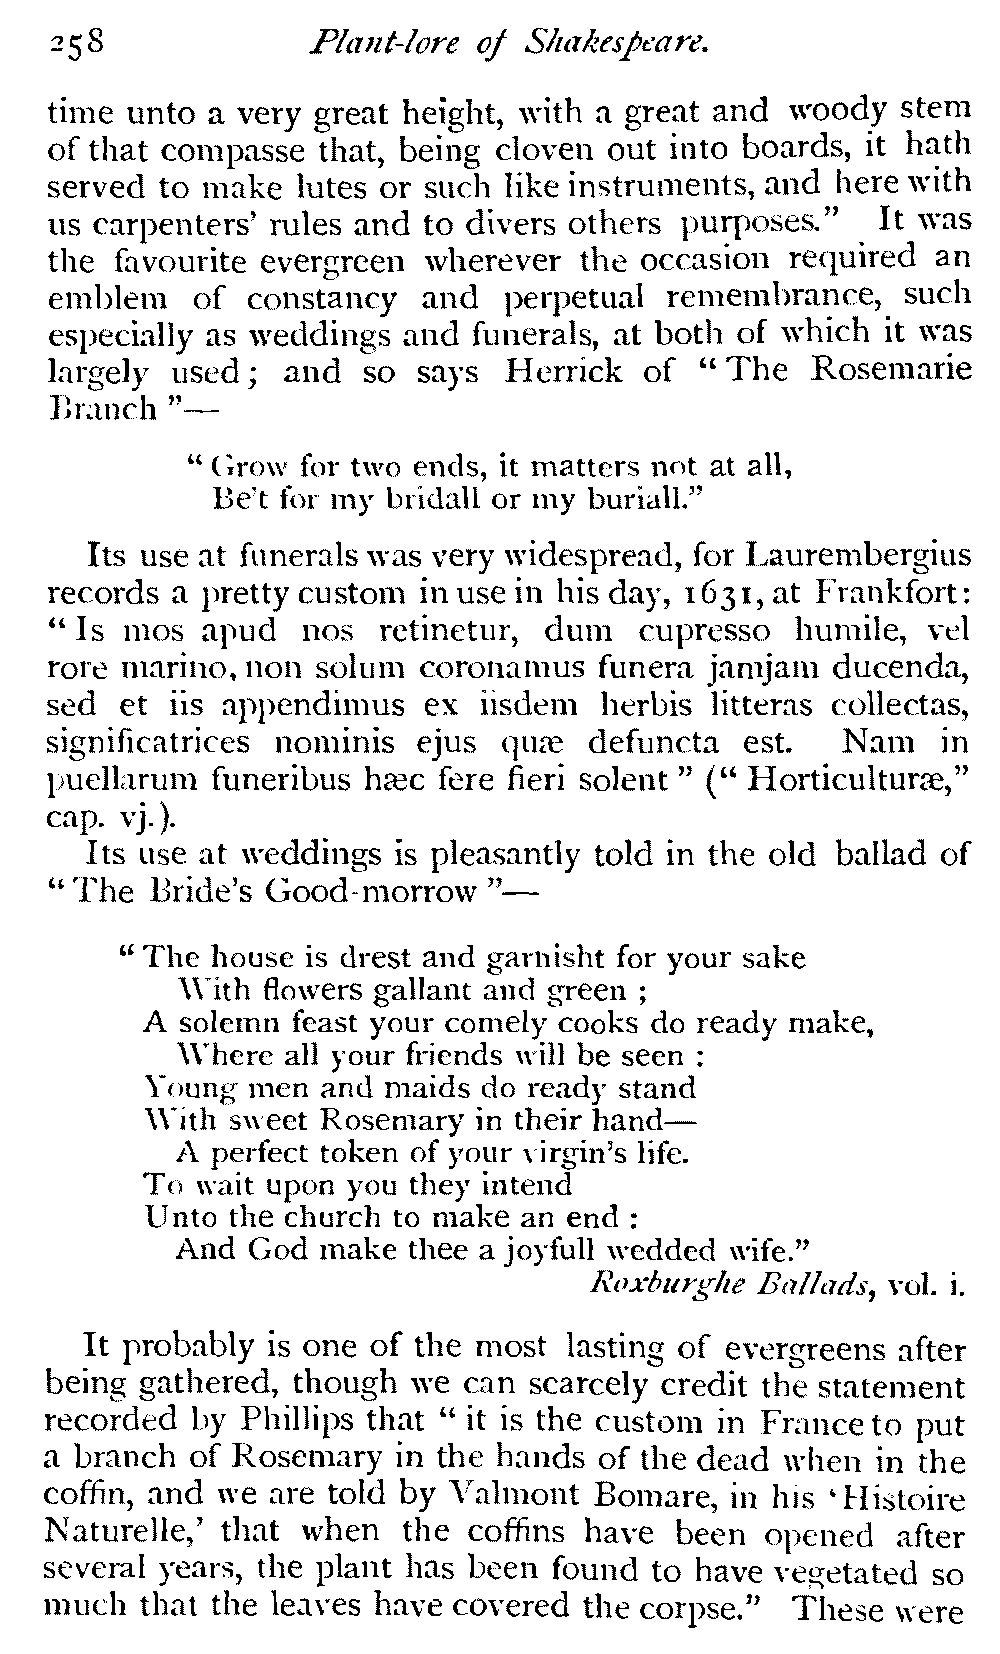 258 Plant-lore of Shakespeare.
time unto a very great height, with a great and woody stem
of that compasse that, being cloven out into boards, it hath
served to make lutes or such like instruments, and here with
us carpenters' rules and to divers others purposes.” It was
the favourite evergreen wherever the occasion required an
emblem of constancy and perpetual remembrance, such
especially as weddings and funerals, at both of which it was
largely used; and so says Herrick of “The Rosemarie
Branch”—
“Grow for two ends, it matters not at all,
Be't for my bridall or my buriall.”
Its use at funerals was very widespread, for Laurembergius
records a pretty custom in use in his day, 1631, at Frankfort:
“Is mos apud nos retinetur, dum cupresso humile, vel
rore marino, non solum coronamus funera jamjam ducenda,
sed et iis appendimus ex iisdem herbis litteras collectas,
significatrices nominis ejus quæ defuncta est. Nam in
puellarum funeribus hæc fere fieri solent” (“Horticulturæ,”
cap. vj.).
Its use at weddings is pleasantly told in the old ballad of
“The Bride's Good-morrow”—
“The house is drest and garnisht for your sake
With flowers gallant and green;
A solemn feast your comely cooks do ready make,
Where all your friends will be seen:
Young men and maids do ready stand
With sweet Rosemary in their hand—
A perfect token of your virgin's life.
To wait upon you they intend
Unto the church to make an end:
And God make thee a joyfull wedded wife.”
Roxburghe Ballads, vol. i.
It probably is one of the most lasting of evergreens after
being gathered, though we can scarcely credit the statement
recorded by Phillips that “it is the custom in France to put
a branch of Rosemary in the hands of the dead when in the
coffin, and we are told by Valmont Bomare, in his ‘Histoire
Naturelle,’ that when the coffins have been opened after
several years, the plant has been found to have vegetated so
much that the leaves have covered the corpse.” These were